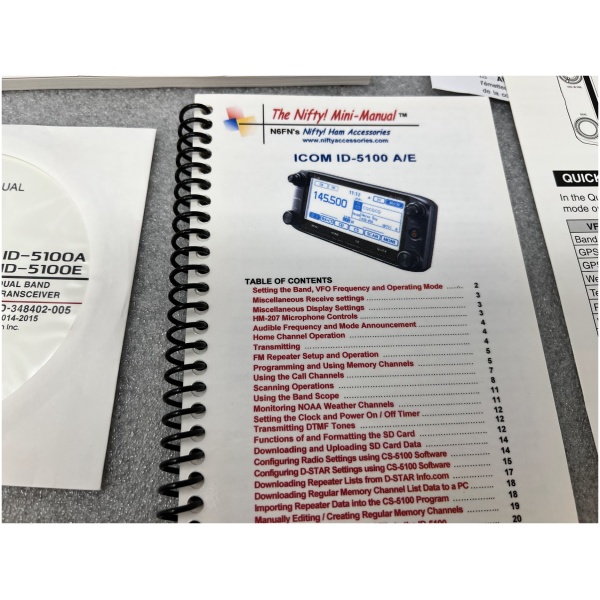 The Nifty! Mini-Manual ™
N6FN's Nifty! Ham Accessories
www.niftyaccessories.com
ICOM ID-5100 A/E
145.500
TABLE OF CONTENTS
Setting the Band, VFO Frequency and Operating Mode ...... 2
Miscellaneous Receive settings 3
Miscellaneous Display Settings 3
HM-207 Microphone Controls 3
Audible Frequency and Mode Announcement 4
Home Channel Operation 4
Transmitting 4
FM Repeater Setup and Operation 5
Programming and Using Memory Channels 5
Using the Call Channels 7
Scanning Operations 8
Using the Band Scope 11
Monitoring NOAA Weather Channels 11
Setting the Clock and Power On / Off Timer 12
Transmitting DTMF Tones 12
Functions of and Formatting the SD Card 12
Downloading and Uploading SD Card Data 14
Configuring Radio Settings using CS-5100 Software 14
Configuring D-STAR Settings using CS-5100 Software 15
Downloading Repeater Lists from D-STAR Info.com 17
Downloading Regular Memory Channel List Data to a PC 18
Importing Repeater Data into the CS-5100 Program 18
Manually Editing / Creating Regular Memory Channels 19
20
UAL
ID-5100A
ID-5100E
UAL BAND
TRANSCEIVER
-348402-005
014-2015
n Inc.
QUICK
In the Qu
mode o
VF
Band
GPS
GPS
We
Te
F